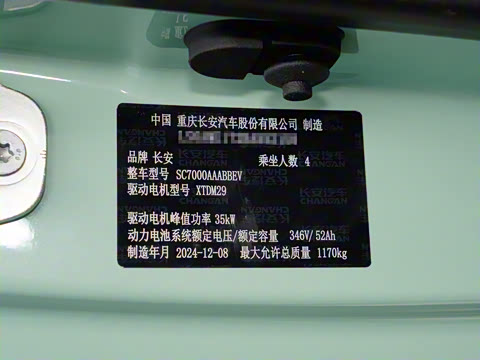 中国 重庆长安汽车股份有限公司 制造
品牌 长安 乘坐人数 4
整车型号 SC7000AAABBEV
驱动电机型号 XTDM29
驱动电机峰值功率 35kW
动力电池系统额定电压/额定容量 346V/52Ah
制造年月 2024-12-08 最大允许总质量 1170kg